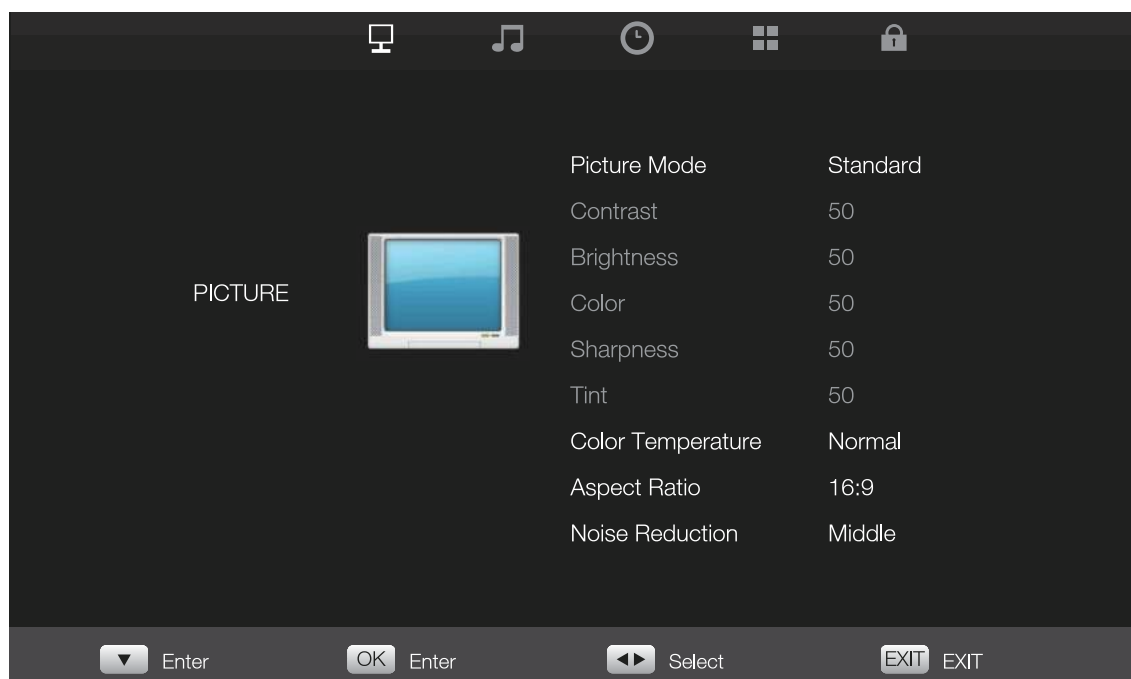 Picture Mode Standard
Contrast 50
Brightness 50
PICTURE
Color 50
Sharpness 50
Tint 50
Color Temperature Normal
Aspect Ratio 16:9
Noise Reduction Middle
Enter OK Enter Select EXIT EXIT